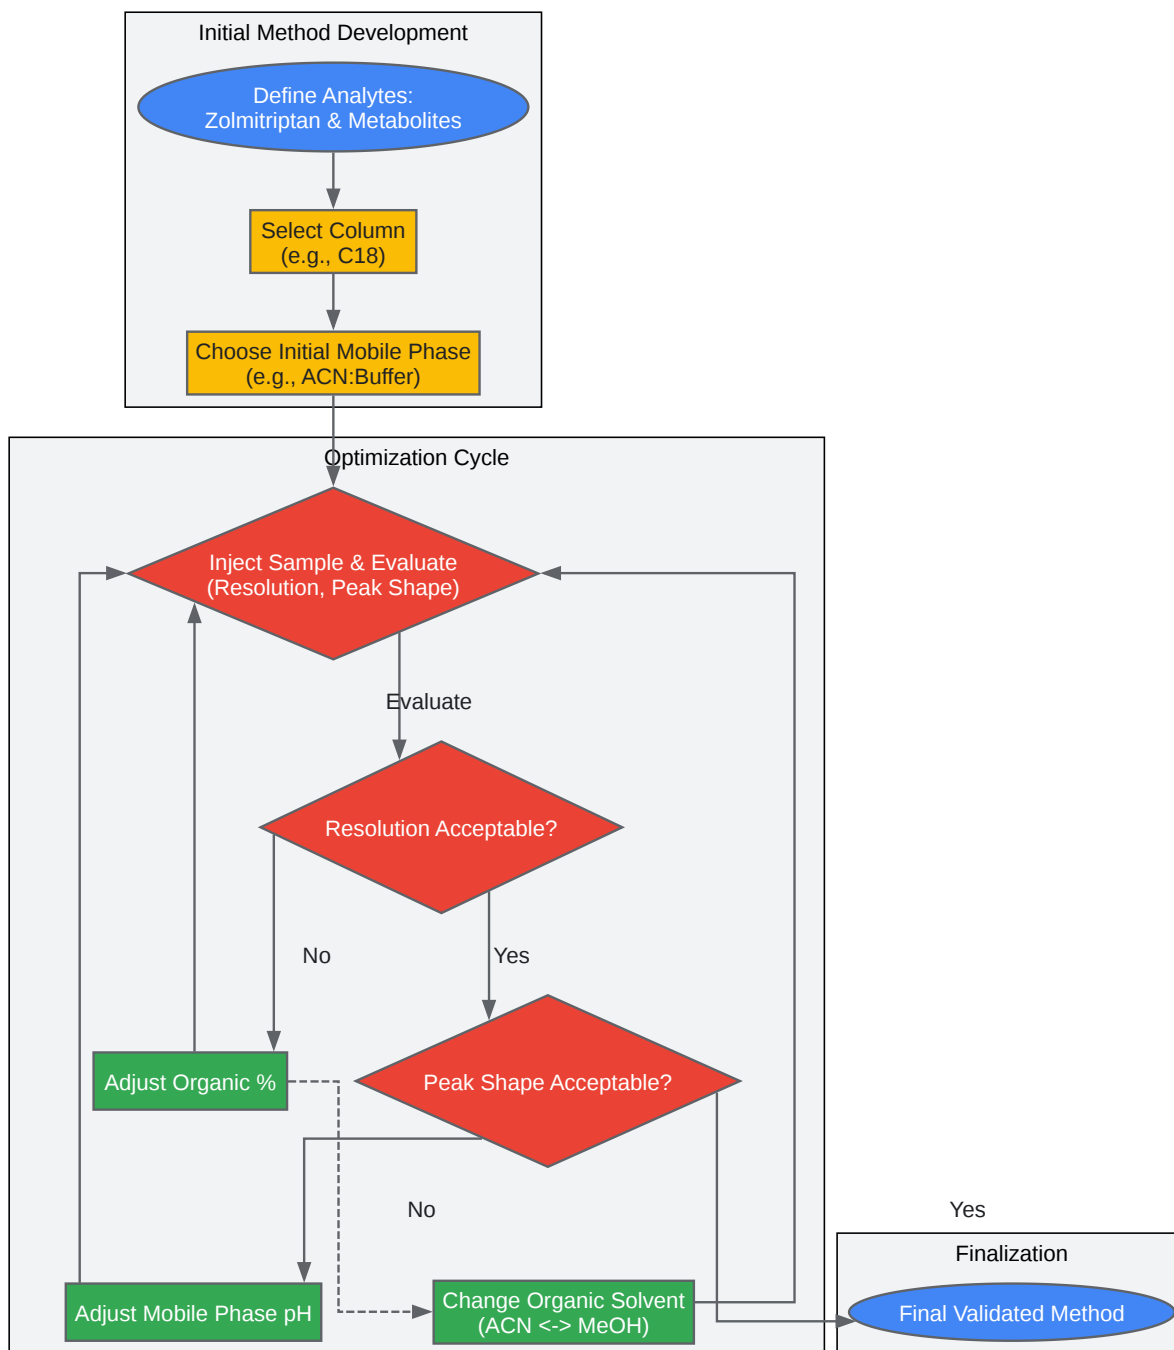 Initial Method Development
Define Analytes:
Zolmitriptan & Metabolites
Select Column
(e.g., C18)
Choose Initial Mobile Phase
(e.g., ACN:Buffer)
Optimization Cycle
Inject Sample & Evaluate
(Resolution, Peak Shape)
Evaluate
Resolution Acceptable?
No
Yes
Adjust Organic %
Peak Shape Acceptable?
No
Yes
Adjust Mobile Phase pH
Change Organic Solvent
(ACN <-> MeOH)
Finalization
Final Validated Method